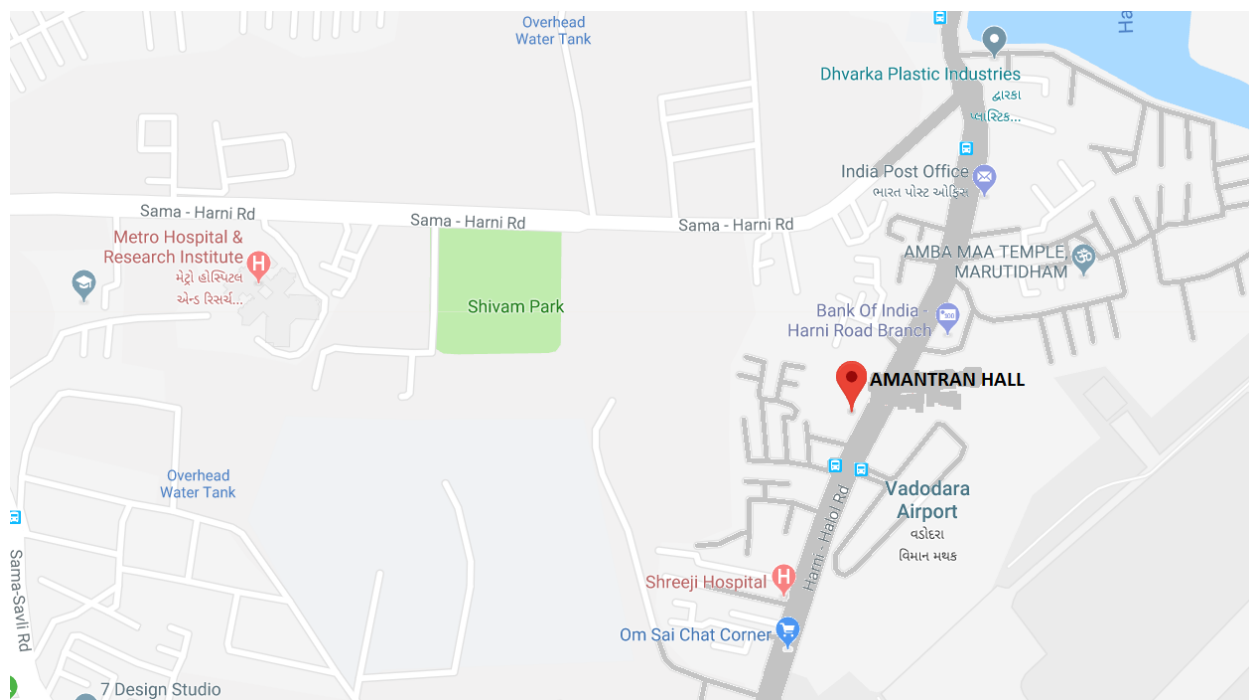 Overhead
Water Tank
Ha
Dhvarka Plastic Industries
દ્વારકા
પ્લાસ્ટિક...
India Post Office
ભારત પોસ્ટ ઓફિસ
Sama - Harni Rd
Sama - Harni Rd
Sama - Harni Rd
Metro Hospital &
Research Institute
મેટ્રો હોસ્પિટલ
એન્ડ રિસર્ચ...
AMBA MAA TEMPLE,
MARUTIDHAM
Shivam Park
Bank Of India -
Harni Road Branch
AMANTRAN HALL
Overhead
Water Tank
Vadodara
Airport
વડોદરા
વિમાન મથક
Harni - Halol Rd
Sama-Savli Rd
Shreeji Hospital
Om Sai Chat Corner
7 Design Studio